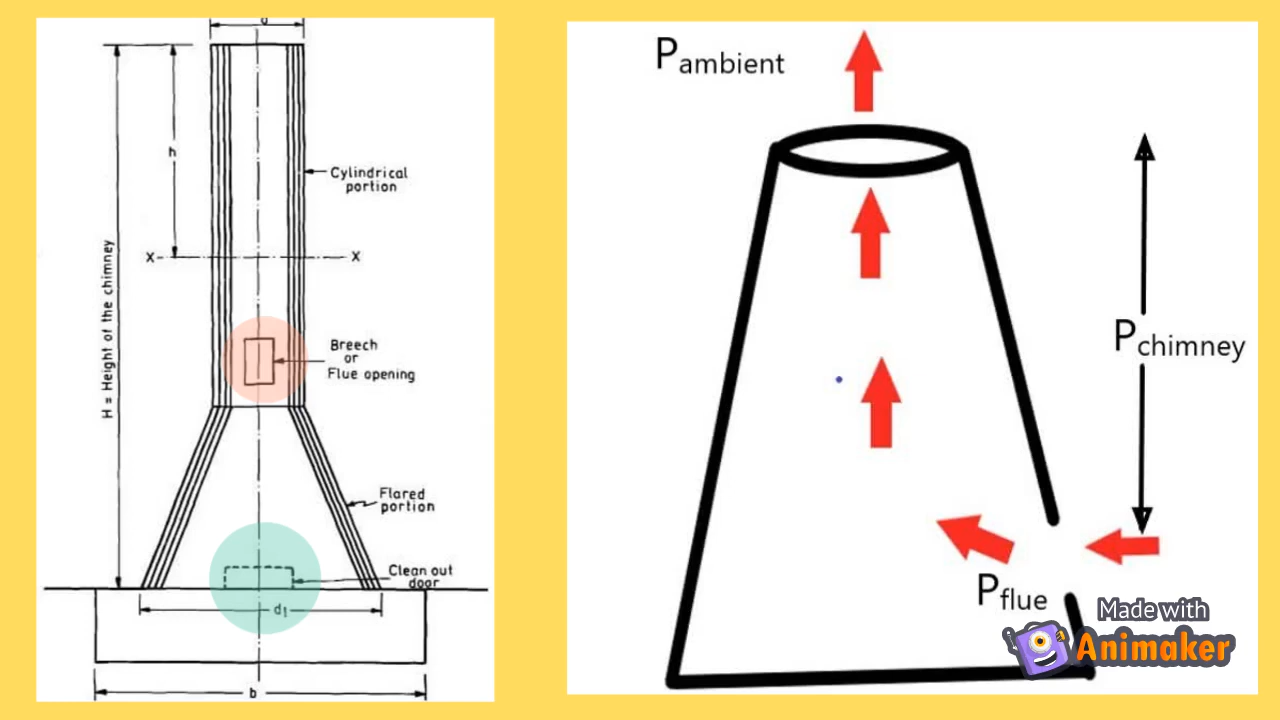 d
h
Cylindrical
portion
X
X
H = Height of the chimney
Breech
or
Flue opening
Flared
portion
Clean out
door
d1
b
Pambient
Pchimney
Pflue
Made with
Animaker